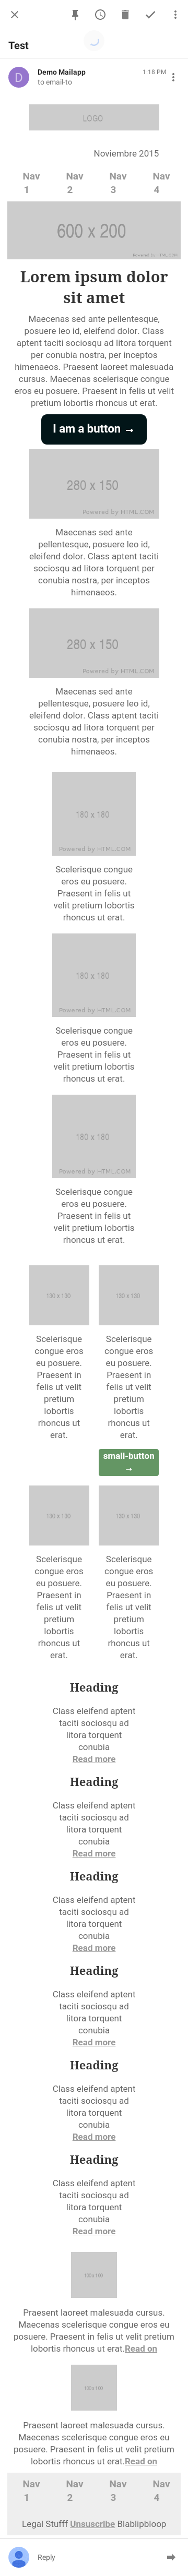 Test
D
Demo Mailapp
1:18 PM
to email-to
LOGO
Noviembre 2015
Nav Nav Nav Nav
1 2 3 4
600 x 200
Powered by HTML.COM
Lorem ipsum dolor
sit amet
Maecenas sed ante pellentesque,
posuere leo id, eleifend dolor. Class
aptent taciti sociosqu ad litora torquent
per conubia nostra, per inceptos
himenaeos. Praesent laoreet malesuada
cursus. Maecenas scelerisque congue
eros eu posuere. Praesent in felis ut velit
pretium lobortis rhoncus ut erat.
I am a button →
280 x 150
Powered by HTML.COM
Maecenas sed ante
pellentesque, posuere leo id,
eleifend dolor. Class aptent taciti
sociosqu ad litora torquent per
conubia nostra, per inceptos
himenaeos.
280 x 150
Powered by HTML.COM
Maecenas sed ante
pellentesque, posuere leo id,
eleifend dolor. Class aptent taciti
sociosqu ad litora torquent per
conubia nostra, per inceptos
himenaeos.
180 x 180
Powered by HTML.COM
Scelerisque congue
eros eu posuere.
Praesent in felis ut
velit pretium lobortis
rhoncus ut erat.
180 x 180
Powered by HTML.COM
Scelerisque congue
eros eu posuere.
Praesent in felis ut
velit pretium lobortis
rhoncus ut erat.
180 x 180
Powered by HTML.COM
Scelerisque congue
eros eu posuere.
Praesent in felis ut
velit pretium lobortis
rhoncus ut erat.
130 x 130
Scelerisque
congue eros
eu posuere.
Praesent in
felis ut velit
pretium
lobortis
rhoncus ut
erat.
130 x 130
Scelerisque
congue eros
eu posuere.
Praesent in
felis ut velit
pretium
lobortis
rhoncus ut
erat.
small-button
→
130 x 130
Scelerisque
congue eros
eu posuere.
Praesent in
felis ut velit
pretium
lobortis
rhoncus ut
erat.
130 x 130
Scelerisque
congue eros
eu posuere.
Praesent in
felis ut velit
pretium
lobortis
rhoncus ut
erat.
Heading
Class eleifend aptent
taciti sociosqu ad
litora torquent
conubia
Read more
Heading
Class eleifend aptent
taciti sociosqu ad
litora torquent
conubia
Read more
Heading
Class eleifend aptent
taciti sociosqu ad
litora torquent
conubia
Read more
Heading
Class eleifend aptent
taciti sociosqu ad
litora torquent
conubia
Read more
Heading
Class eleifend aptent
taciti sociosqu ad
litora torquent
conubia
Read more
Heading
Class eleifend aptent
taciti sociosqu ad
litora torquent
conubia
Read more
100 x 100
Praesent laoreet malesuada cursus.
Maecenas scelerisque congue eros eu
posuere. Praesent in felis ut velit pretium
lobortis rhoncus ut erat.Read on
100 x 100
Praesent laoreet malesuada cursus.
Maecenas scelerisque congue eros eu
posuere. Praesent in felis ut velit pretium
lobortis rhoncus ut erat.Read on
Nav Nav Nav Nav
1 2 3 4
Legal Stufff Unsuscribe Blablipbloop
Reply